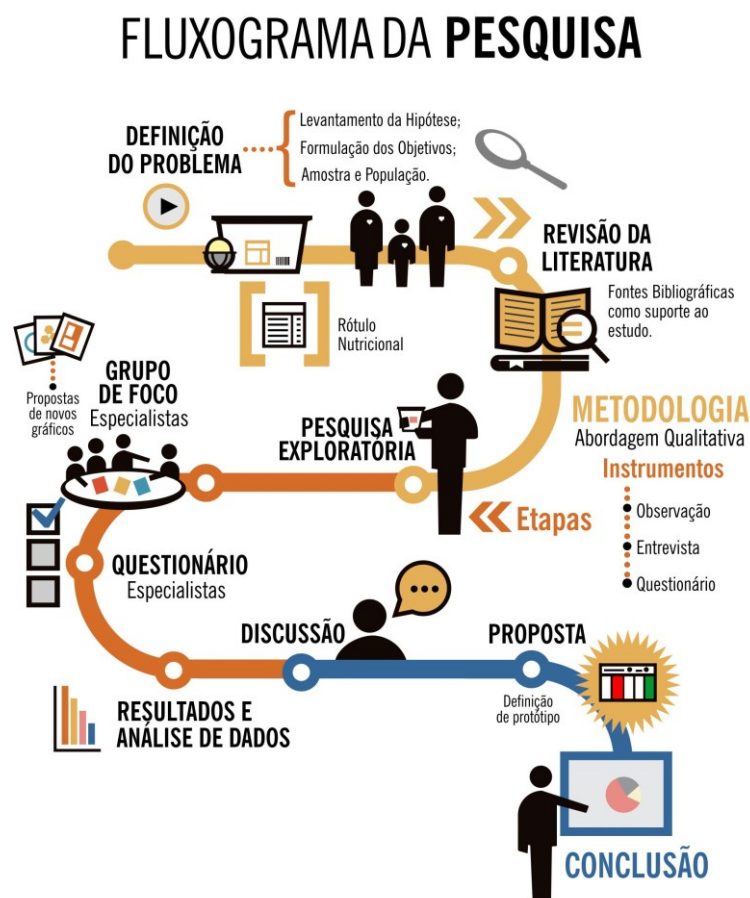 FLUXOGRAMA DA PESQUISA
DEFINIÇÃO
DO PROBLEMA
Levantamento da Hipótese;
Formulação dos Objetivos;
Amostra e População.
REVISÃO DA
LITERATURA
Fontes Bibliográficas
como suporte ao
estudo.
Rótulo
Nutricional
METODOLOGIA
Abordagem Qualitativa
Instrumentos
Observação
Entrevista
Questionário
PESQUISA
EXPLORATÓRIA
Etapas
GRUPO
DE FOCO
Especialistas
Propostas
de novos
gráficos
QUESTIONÁRIO
Especialistas
RESULTADOS E
ANÁLISE DE DADOS
DISCUSSÃO
PROPOSTA
Definição
de protótipo
CONCLUSÃO